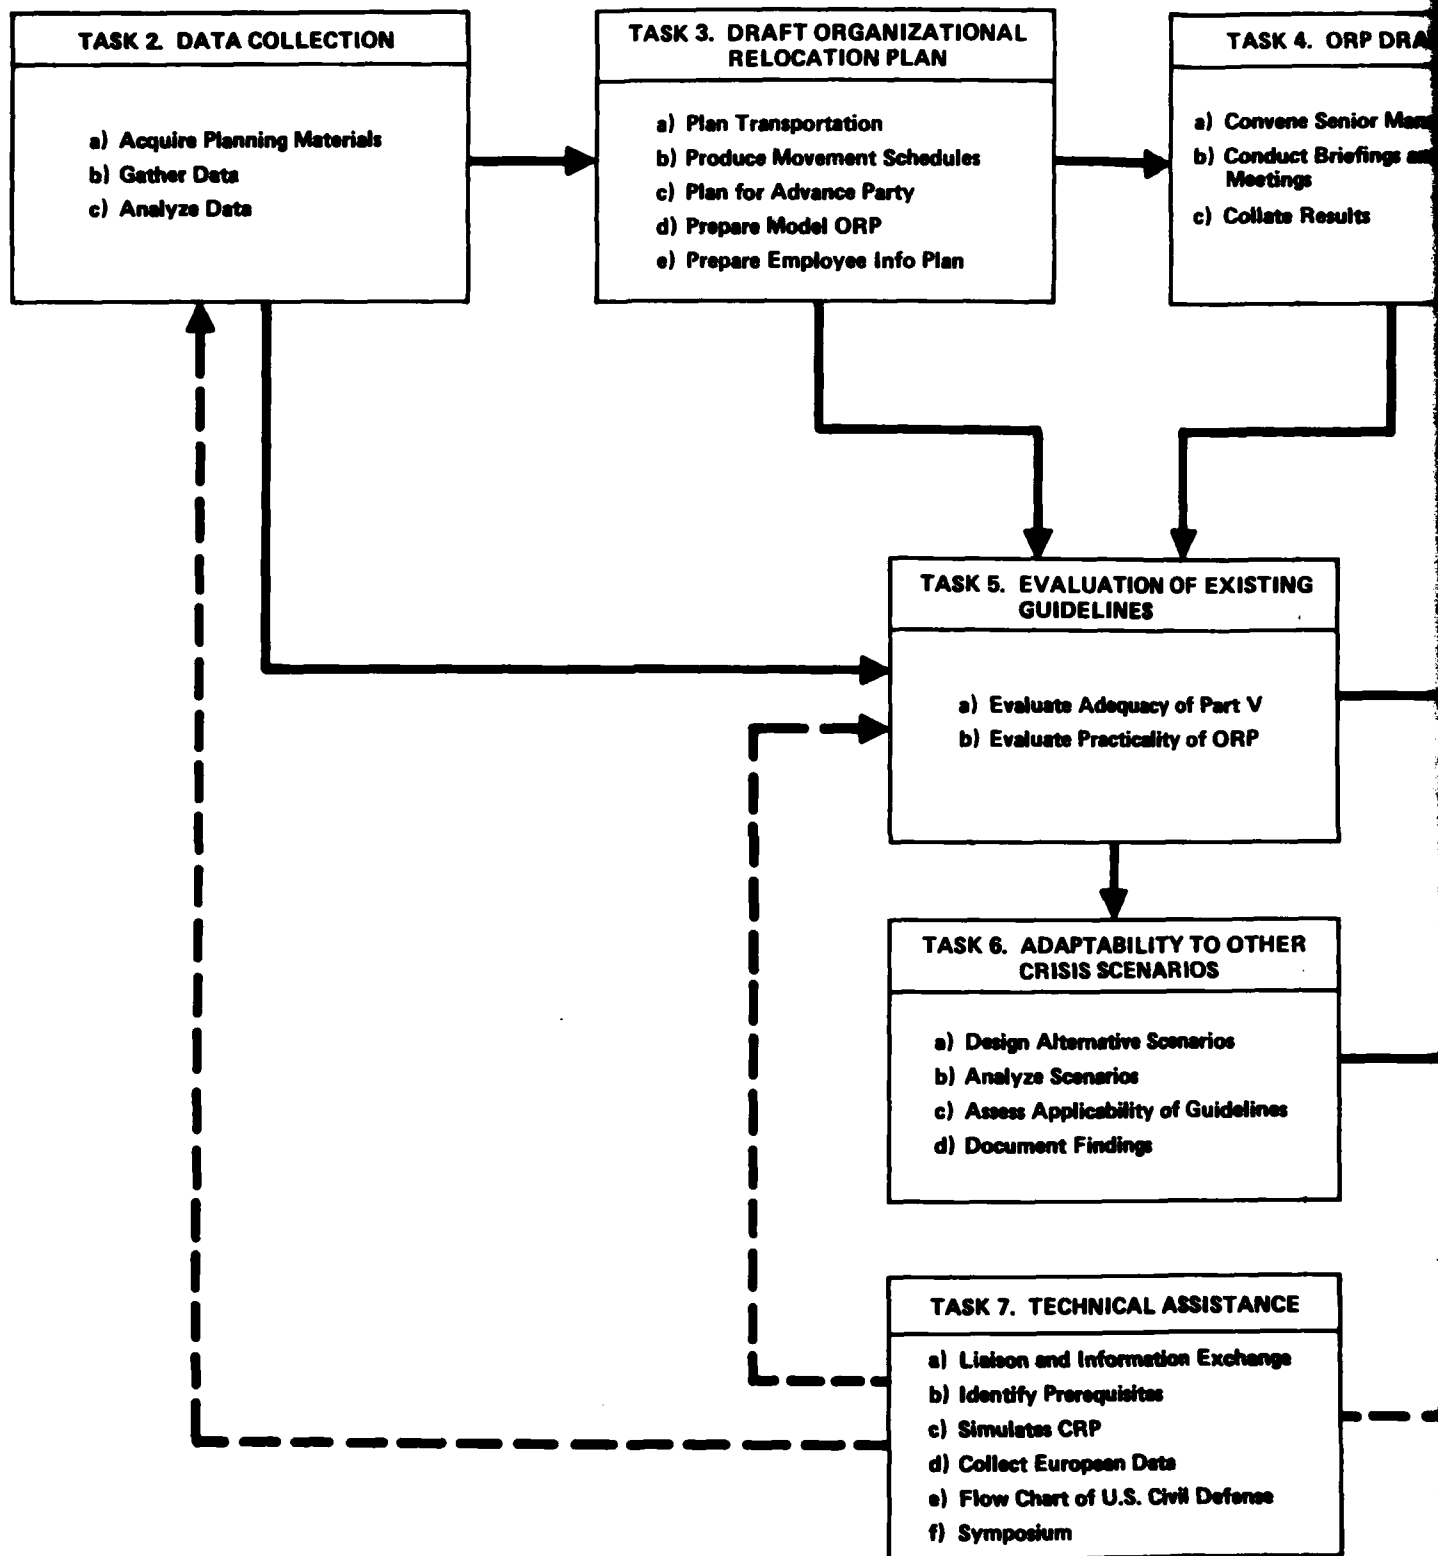 TASK 2. DATA COLLECTION
a) Acquire Planning Materials
b) Gather Data
c) Analyze Data
TASK 3. DRAFT ORGANIZATIONAL
RELOCATION PLAN
a) Plan Transportation
b) Produce Movement Schedules
c) Plan for Advance Party
d) Prepare Model ORP
e) Prepare Employee Info Plan
TASK 4. ORP
a) Convene Senior
b) Conduct Briefings
Meetings
c) Collate Results
TASK 5. EVALUATION OF EXISTING
GUIDELINES
a) Evaluate Adequacy of Part V
b) Evaluate Practicality of ORP
TASK 6. ADAPTABILITY TO OTHER
CRISIS SCENARIOS
a) Design Alternative Scenarios
b) Analyze Scenarios
c) Assess Applicability of Guidelines
d) Document Findings
TASK 7. TECHNICAL ASSISTANCE
a) Liaison and Information Exchange
b) Identify Prerequisites
c) Simulates CRP
d) Collect European Data
e) Flow Chart of U.S. Civil Defense
f) Symposium